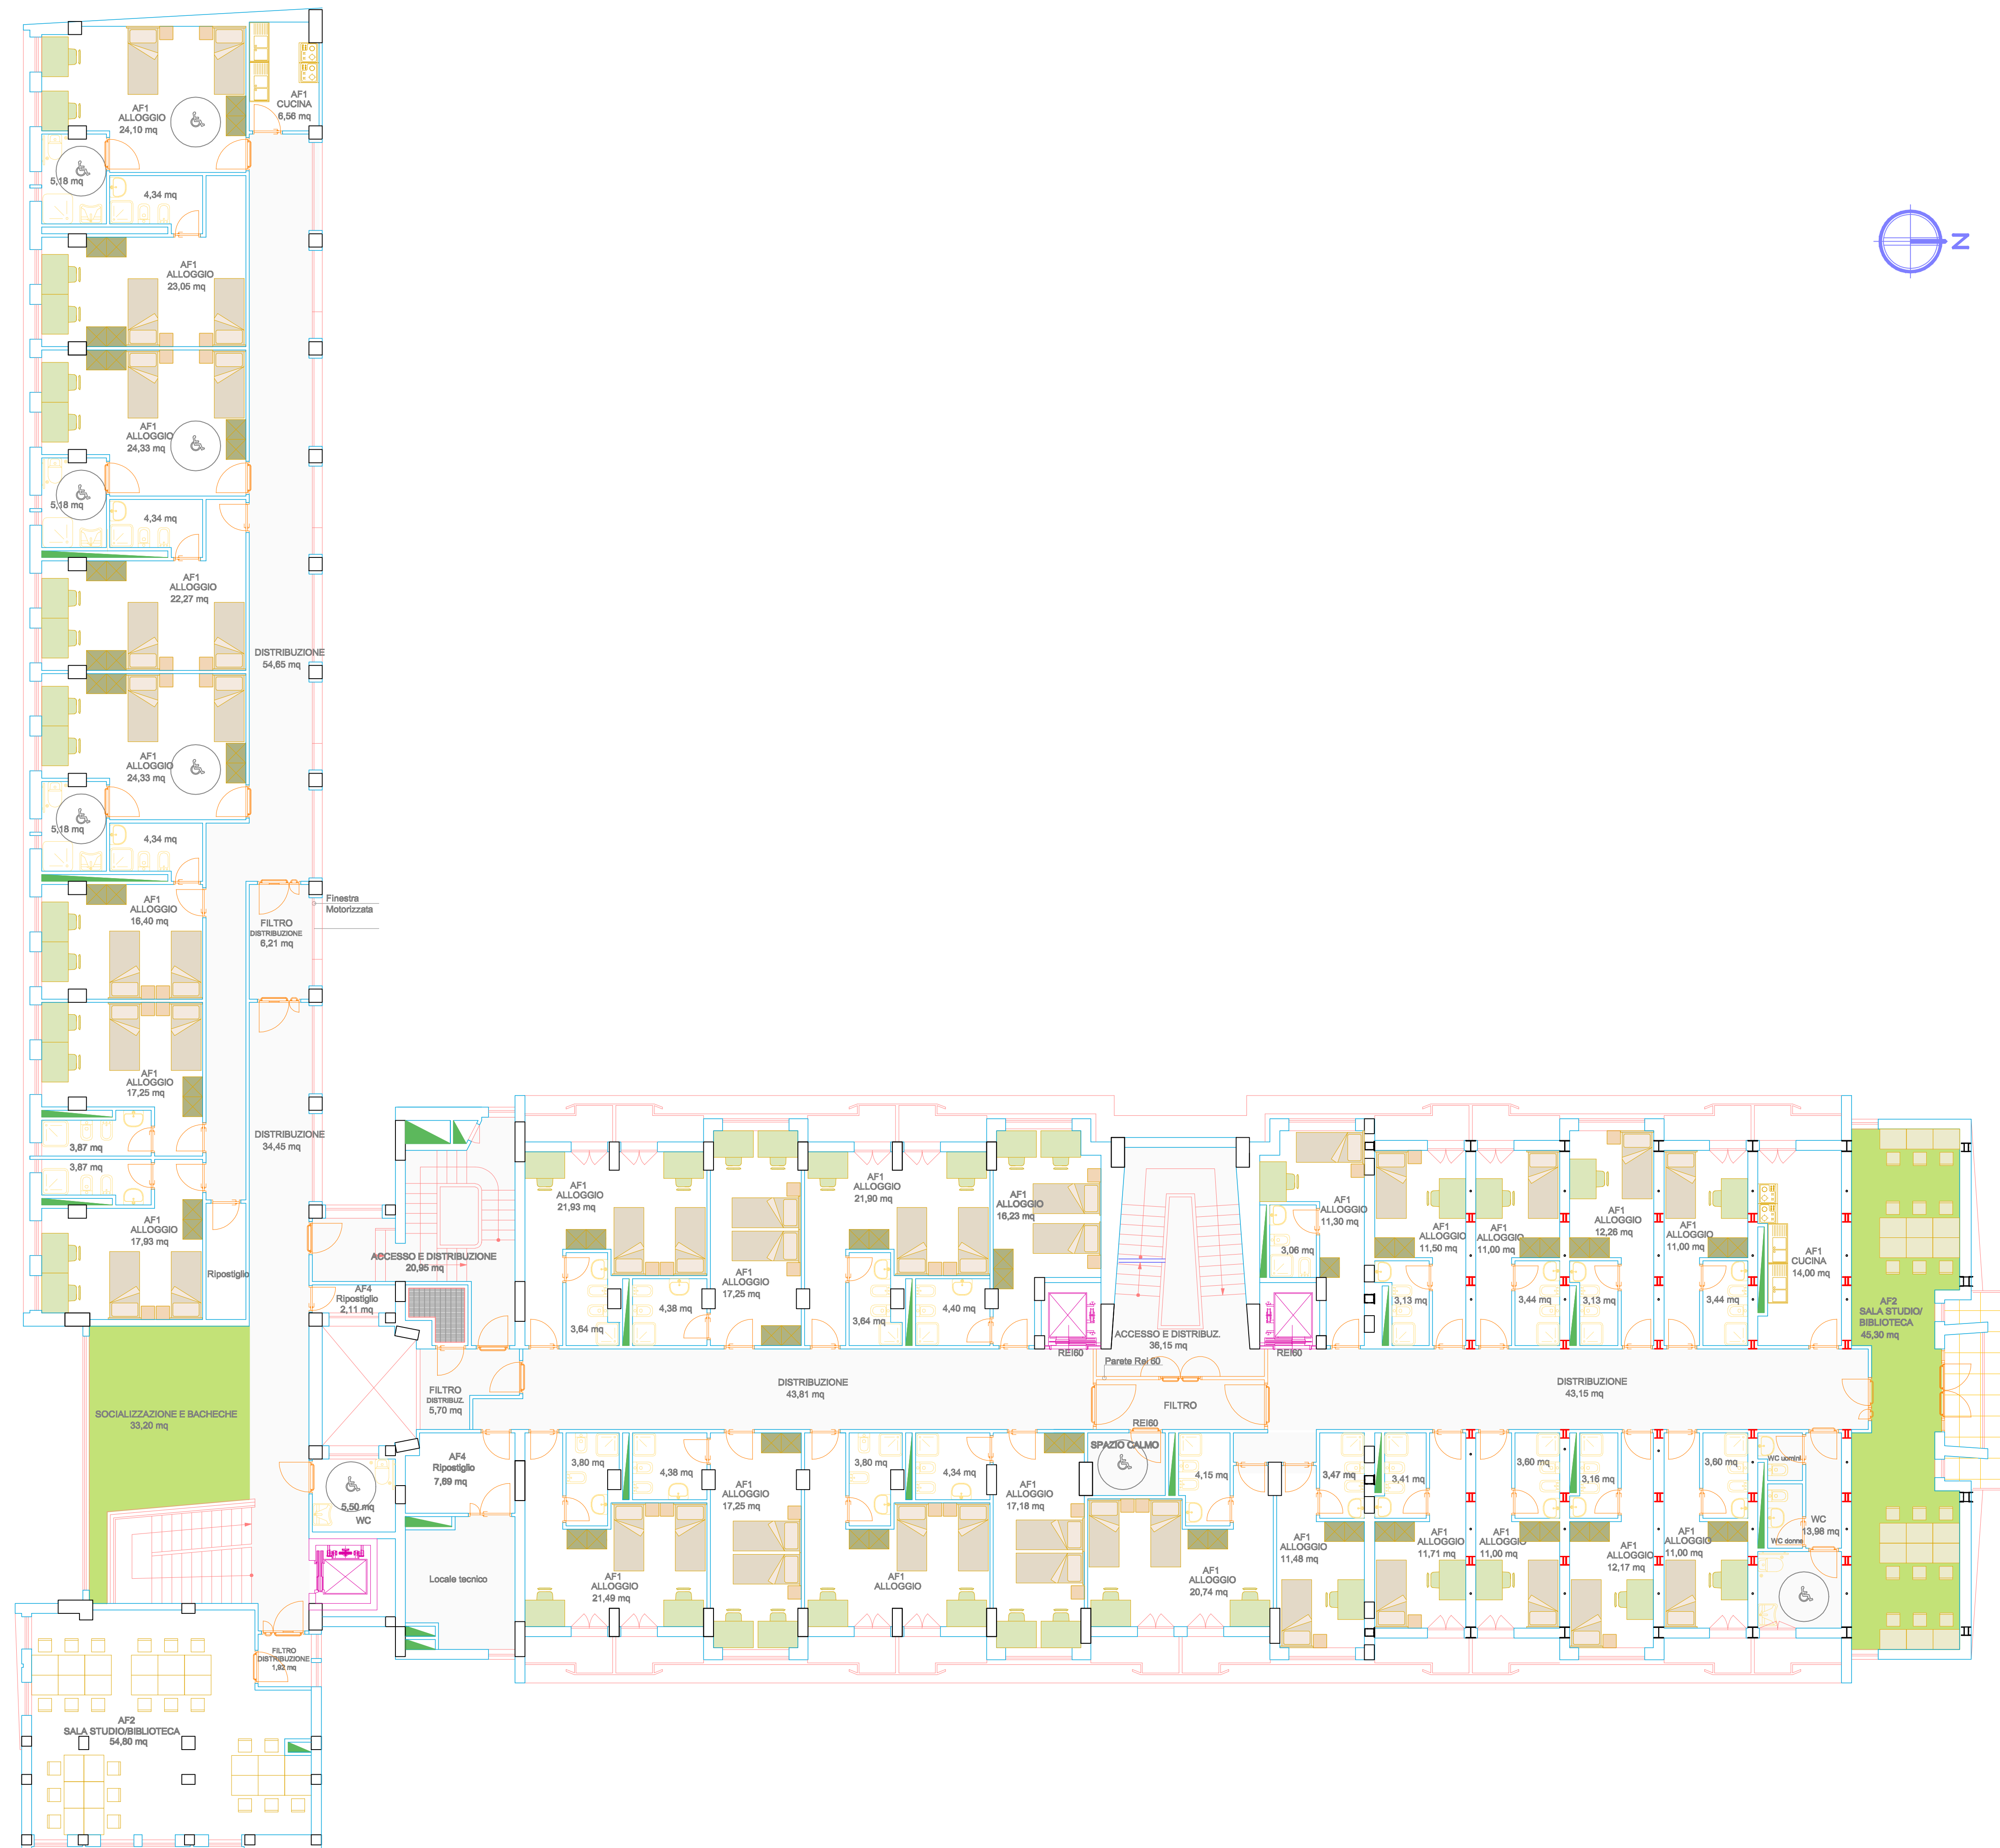 AF1
CUCINA
6,56 mq
AF1
ALLOGGIO
24,10 mq
5,18 mq
4,34 mq
N
AF1
ALLOGGIO
23,05 mq
AF1
ALLOGGIO
24,33 mq
5,18 mq
4,34 mq
AF1
ALLOGGIO
22,27 mq
DISTRIBUZIONE
54,65 mq
AF1
ALLOGGIO
24,33 mq
5,18 mq
4,34 mq
AF1
ALLOGGIO
16,40 mq
Finestra
Motorizzata
FILTRO
DISTRIBUZIONE
6,21 mq
AF1
ALLOGGIO
17,25 mq
DISTRIBUZIONE
34,45 mq
3,87 mq
3,87 mq
AF1
ALLOGGIO
17,93 mq
Ripostiglio
ACCESSO E DISTRIBUZIONE
20,95 mq
AF4
Ripostiglio
2,11 mq
AF1
ALLOGGIO
21,93 mq
3,64 mq
4,38 mq
AF1
ALLOGGIO
17,25 mq
AF1
ALLOGGIO
21,90 mq
3,64 mq
4,40 mq
AF1
ALLOGGIO
16,23 mq
REI60
ACCESSO E DISTRIBUZ.
36,15 mq
Parete Rei 60
REI60
3,06 mq
AF1
ALLOGGIO
11,30 mq
AF1
ALLOGGIO
11,50 mq
3,13 mq
AF1
ALLOGGIO
11,00 mq
3,44 mq
AF1
ALLOGGIO
12,26 mq
3,13 mq
AF1
ALLOGGIO
11,00 mq
3,44 mq
AF1
CUCINA
14,00 mq
AF2
SALA STUDIO/
BIBLIOTECA
45,30 mq
FILTRO
DISTRIBUZ.
5,70 mq
DISTRIBUZIONE
43,81 mq
FILTRO
REI60
SPAZIO CALMO
DISTRIBUZIONE
43,15 mq
SOCIALIZZAZIONE E BACHECHE
33,20 mq
AF4
Ripostiglio
7,69 mq
5,50 mq
WC
Locale tecnico
3,80 mq
4,38 mq
AF1
ALLOGGIO
21,49 mq
AF1
ALLOGGIO
17,25 mq
3,80 mq
4,34 mq
AF1
ALLOGGIO
AF1
ALLOGGIO
17,18 mq
4,15 mq
AF1
ALLOGGIO
20,74 mq
3,47 mq
AF1
ALLOGGIO
11,48 mq
3,41 mq
AF1
ALLOGGIO
11,71 mq
3,60 mq
AF1
ALLOGGIO
11,00 mq
3,16 mq
AF1
ALLOGGIO
12,17 mq
3,60 mq
AF1
ALLOGGIO
11,00 mq
WC uomini
WC
13,98 mq
WC donne
FILTRO
DISTRIBUZIONE
1,92 mq
AF2
SALA STUDIO/BIBLIOTECA
54,80 mq